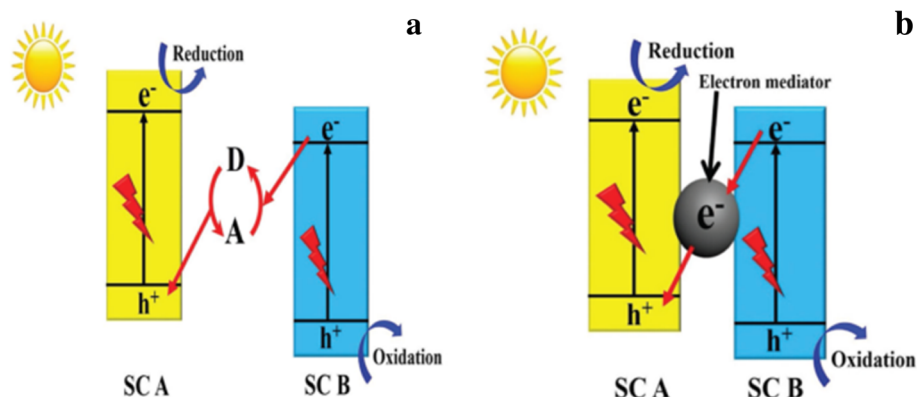 a
Reduction
e⁻
e⁻
D
A
h⁺
h⁺
Oxidation
SC A
SC B
b
Reduction
Electron mediator
e⁻
e⁻
e⁻
h⁺
h⁺
Oxidation
SC A
SC B